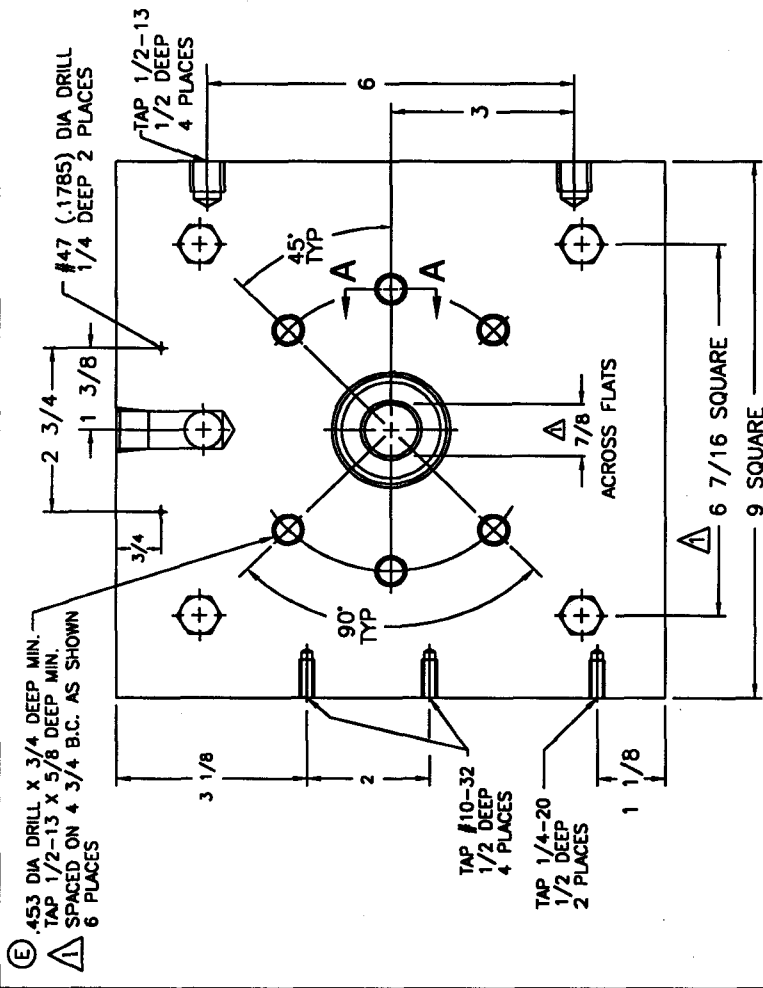 E .453 DIA DRILL X 3/4 DEEP MIN.
TAP 1/2-13 X 5/8 DEEP MIN.
1 SPACED ON 4 3/4 B.C. AS SHOWN
6 PLACES
#47 (.1785) DIA DRILL
1/4 DEEP 2 PLACES
TAP 1/2-13
1/2 DEEP
4 PLACES
2 3/4
1 3/8
3/4
45°
TYP
A
A
6
3
90°
TYP
1
7/8
ACROSS FLATS
3 1/8
2
1 1/8
TAP #10-32
1/2 DEEP
4 PLACES
TAP 1/4-20
1/2 DEEP
2 PLACES
1 6 7/16 SQUARE
9 SQUARE